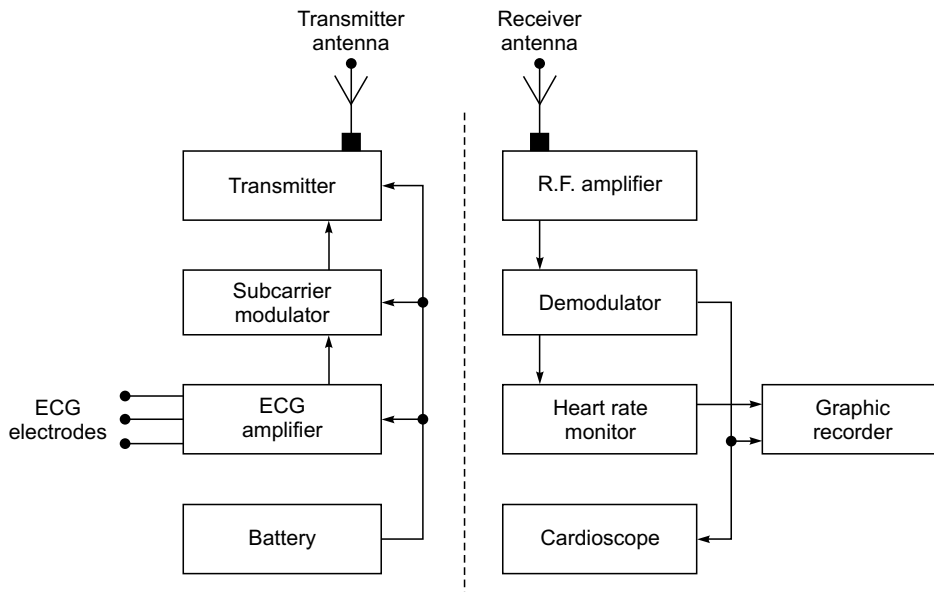 Transmitter
antenna
Receiver
antenna
Transmitter
R.F. amplifier
Subcarrier
modulator
Demodulator
ECG
electrodes
ECG
amplifier
Heart rate
monitor
Graphic
recorder
Battery
Cardioscope